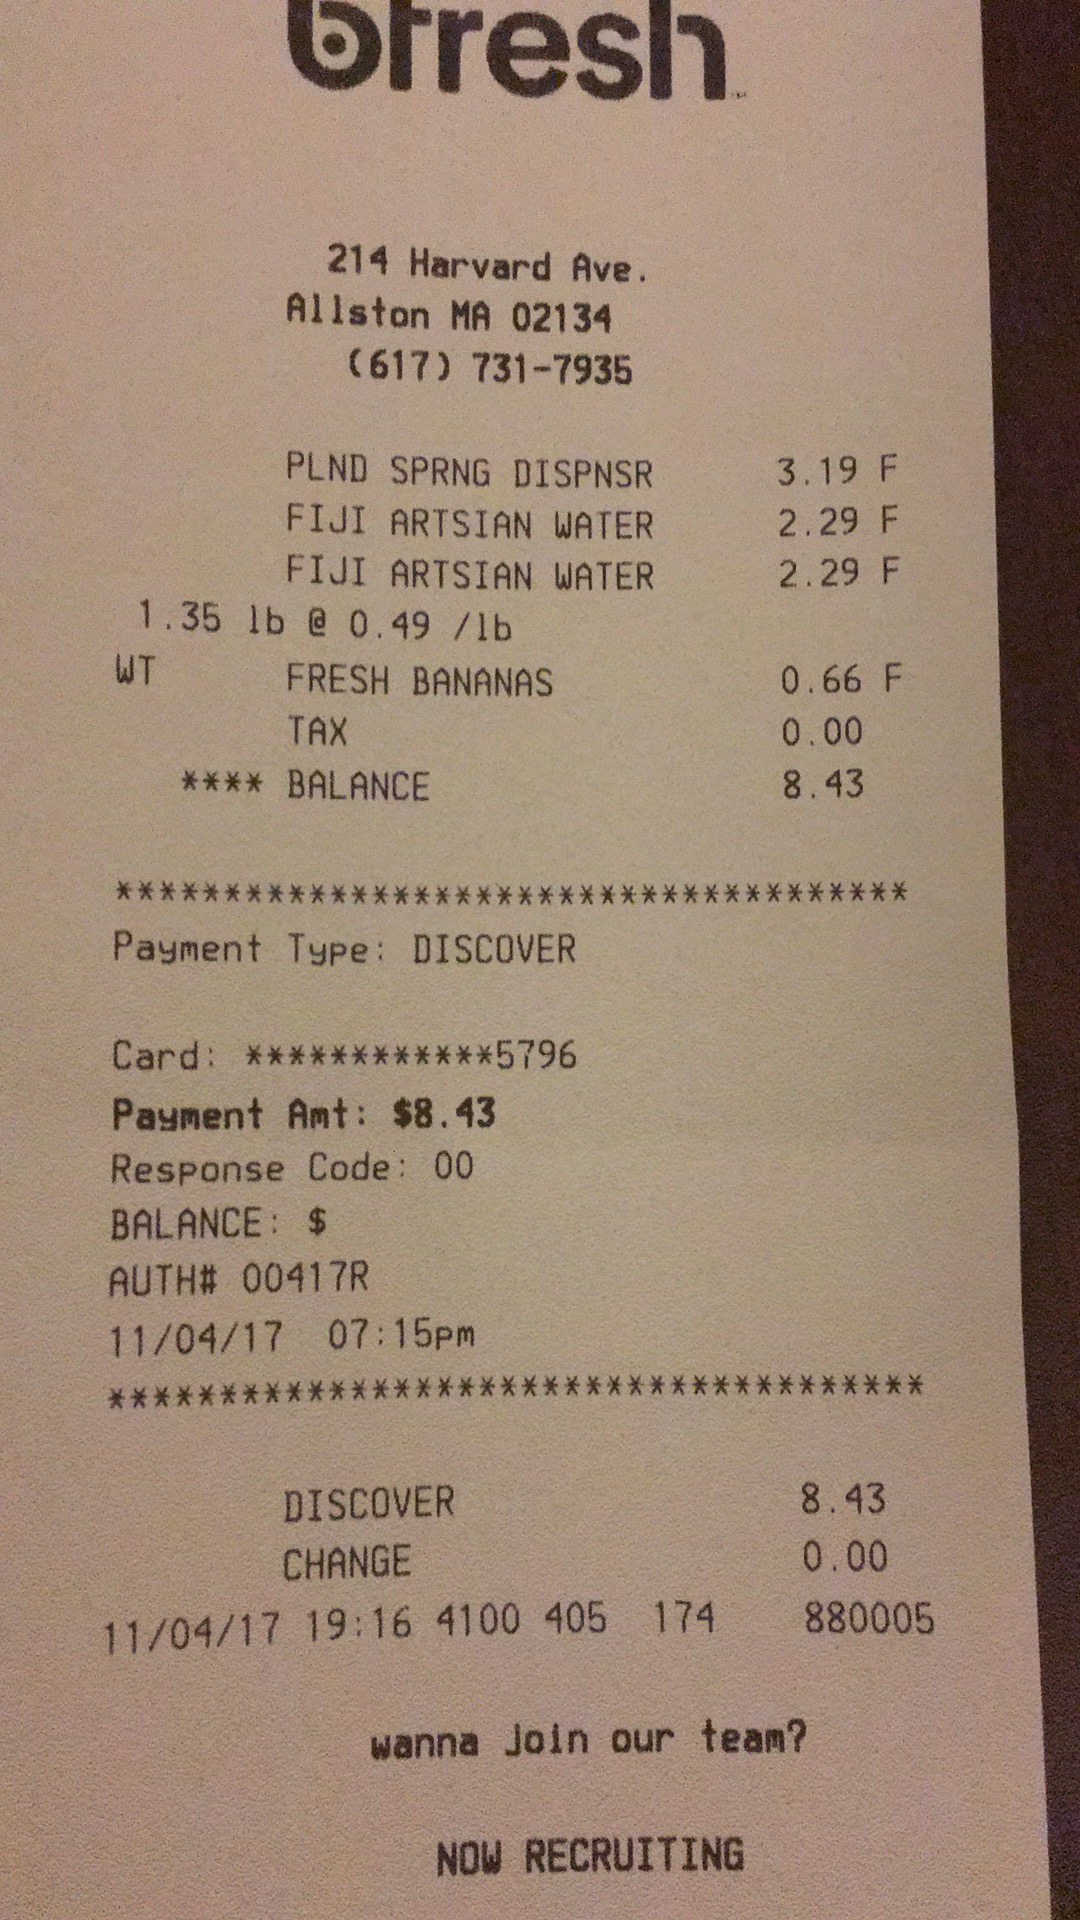 bfresh
214 Harvard Ave.
Allston MA 02134
(617) 731-7935
PLND SPRNG DISPNSR 3.19 F
FIJI ARTSIAN WATER 2.29 F
FIJI ARTSIAN WATER 2.29 F
1.35 lb @ 0.49 /lb
WT FRESH BANANAS 0.66 F
TAX 0.00
**** BALANCE 8.43
**************************************
Payment Type: DISCOVER
Card: ************5796
Payment Amt: $8.43
Response Code: 00
BALANCE: $
AUTH# 00417R
11/04/17 07:15pm
**************************************
DISCOVER 8.43
CHANGE 0.00
11/04/17 19:16 4100 405 174 880005
wanna join our team?
NOW RECRUITING